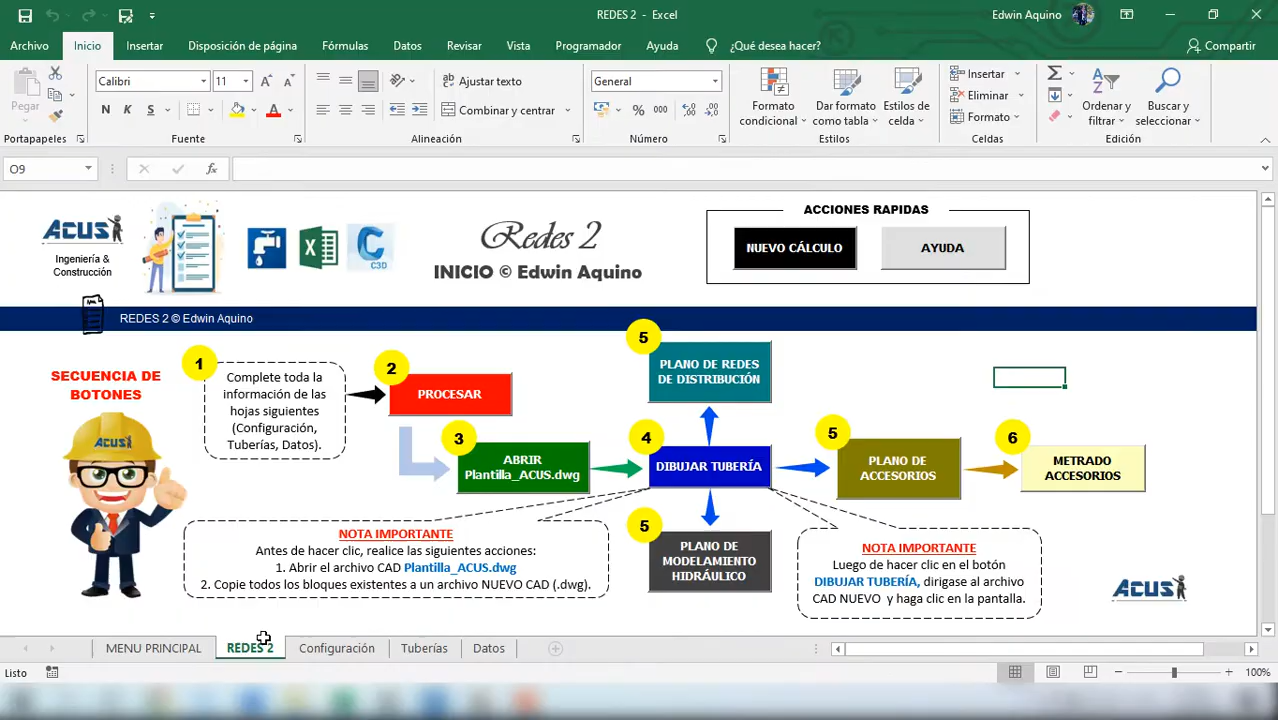 REDES 2 - Excel
Edwin Aquino
Archivo Inicio Insertar Disposición de página Fórmulas Datos Revisar Vista Programador Ayuda ¿Qué desea hacer? Compartir
Pegar
Calibri 11
N K S
Ajustar texto
Combinar y centrar
General
% 000
Formato condicional
Dar formato como tabla
Estilos de celda
Insertar
Eliminar
Formato
Ordenar y filtrar
Buscar y seleccionar
Portapapeles Fuente Alineación Número Estilos Celdas Edición
O9
fx
ACUS
Ingeniería &
Construcción
C3D
Redes 2
INICIO © Edwin Aquino
ACCIONES RAPIDAS
NUEVO CÁLCULO
AYUDA
REDES 2 © Edwin Aquino
SECUENCIA DE
BOTONES
ACUS
1
Complete toda la
información de las
hojas siguientes
(Configuración,
Tuberías, Datos).
2
PROCESAR
3
ABRIR
Plantilla_ACUS.dwg
4
DIBUJAR TUBERÍA
5
PLANO DE REDES
DE DISTRIBUCIÓN
5
PLANO DE
ACCESORIOS
6
METRADO
ACCESORIOS
5
PLANO DE
MODELAMIENTO
HIDRÁULICO
NOTA IMPORTANTE
Antes de hacer clic, realice las siguientes acciones:
1. Abrir el archivo CAD Plantilla_ACUS.dwg
2. Copie todos los bloques existentes a un archivo NUEVO CAD (.dwg).
NOTA IMPORTANTE
Luego de hacer clic en el botón
DIBUJAR TUBERÍA, dirigase al archivo
CAD NUEVO y haga clic en la pantalla.
ACUS
MENU PRINCIPAL REDES 2 Configuración Tuberías Datos
Listo
100%